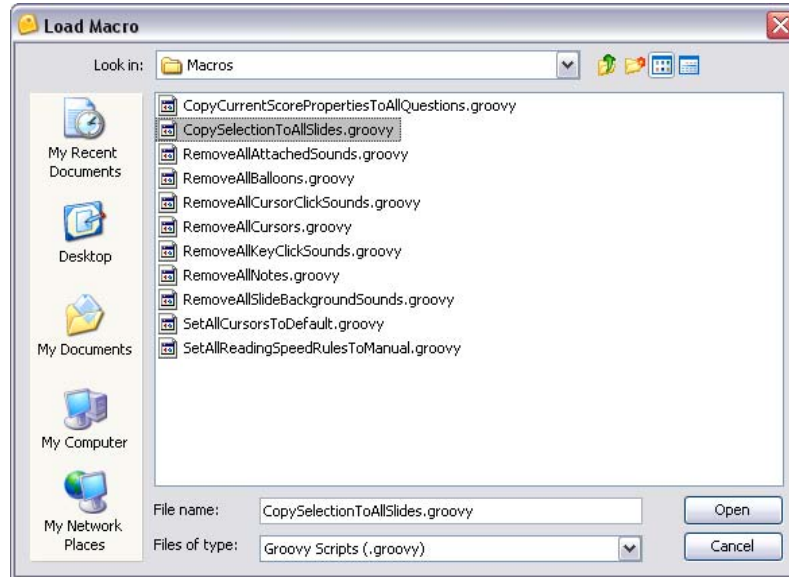 Load Macro
Look in:
Macros
My Recent
Documents
Desktop
My Documents
My Computer
My Network
Places
CopyCurrentScorePropertiesToAllQuestions.groovy
CopySelectionToAllSlides.groovy
RemoveAllAttachedSounds.groovy
RemoveAllBalloons.groovy
RemoveAllCursorClickSounds.groovy
RemoveAllCursors.groovy
RemoveAllKeyClickSounds.groovy
RemoveAllNotes.groovy
RemoveAllSlideBackgroundSounds.groovy
SetAllCursorsToDefault.groovy
SetAllReadingSpeedRulesToManual.groovy
File name:
CopySelectionToAllSlides.groovy
Open
Files of type:
Groovy Scripts (.groovy)
Cancel